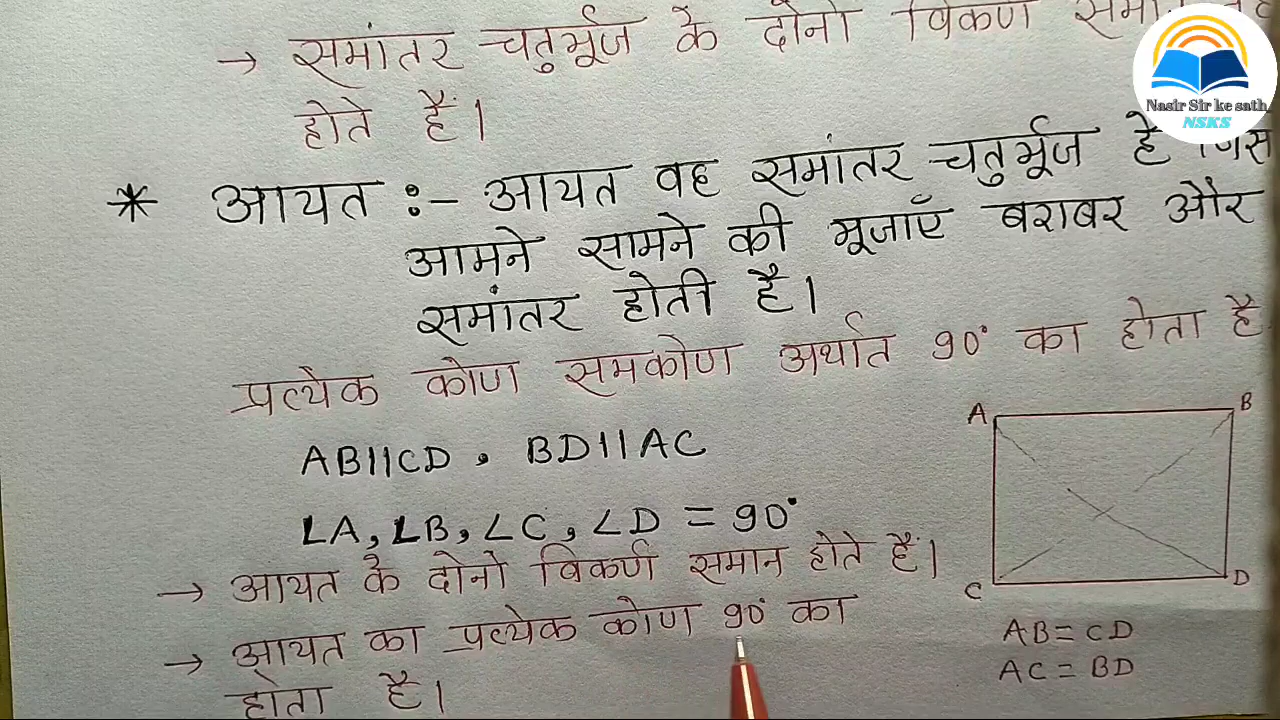 → समांतर चतुर्भूज के दोनो विकर्ण
होते हैं।
Nasir Sir ke sath
NSKS
* आयत :- आयत वह समांतर चतुर्भूज है जिस
आमने सामने की भूजाएँ बराबर और
समांतर होती है।
प्रत्येक कोण समकोण अर्थात 90° का होता है
A B
AB||CD, BD||AC
∠A, ∠B, ∠C, ∠D = 90°
→ आयत के दोनो विकर्ण समान होते हैं।
C D
→ आयत का प्रत्येक कोण 90° का
होता है।
AB = CD
AC = BD